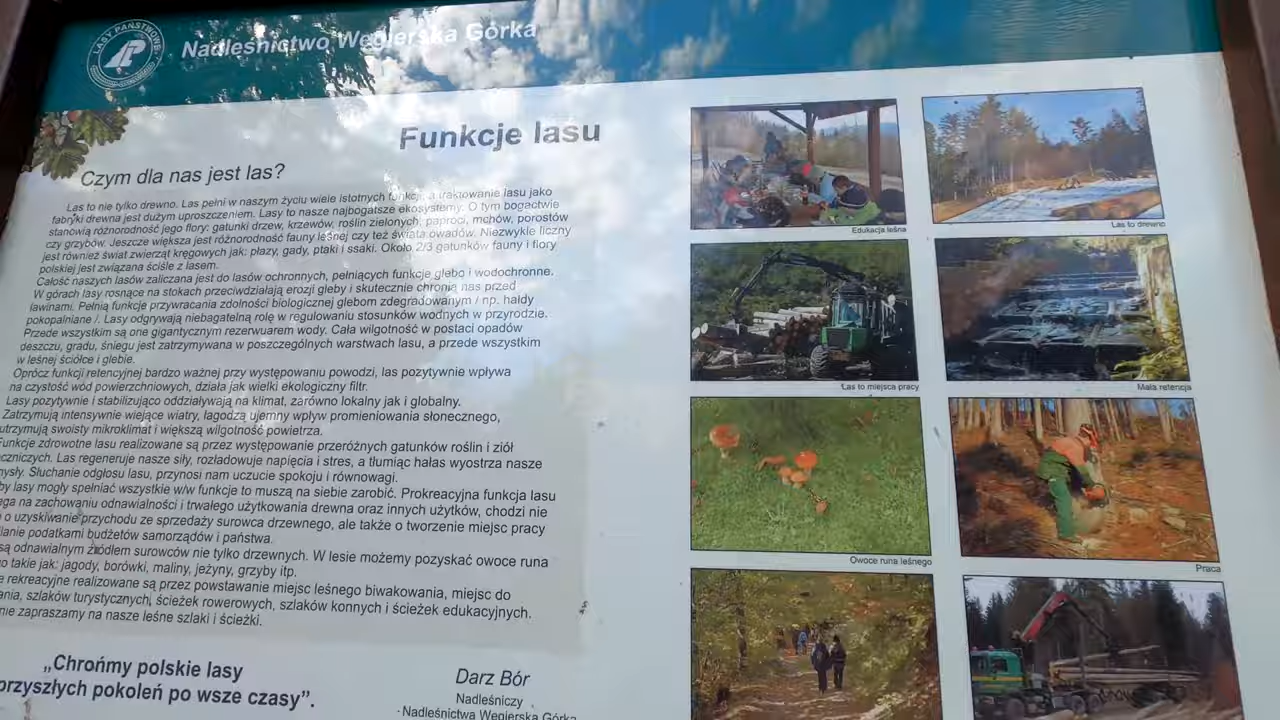 LASY PAŃSTWOWE
Nadleśnictwo Węgierska Górka
Funkcje lasu
Czym dla nas jest las?
Las to nie tylko drewno. Las pełni w naszym życiu wiele istotnych funkcji, a traktowanie lasu jako
fabryki drewna jest dużym uproszczeniem. Lasy to nasze najbogatsze ekosystemy. O tym bogactwie
stanowią różnorodność jego flory: gatunki drzew, krzewów, roślin zielonych, paproci, mchów, porostów
czy grzybów. Jeszcze większa jest różnorodność fauny leśnej czy też świata owadów. Niezwykle liczny
jest również świat zwierząt kręgowych jak: płazy, gady, ptaki i ssaki. Około 2/3 gatunków fauny i flory
polskiej jest związana ściśle z lasem.
Całość naszych lasów zaliczana jest do lasów ochronnych, pełniących funkcje glebo i wodochronne.
W górach lasy rosnące na stokach przeciwdziałają erozji gleby i skutecznie chronią nas przed
lawinami. Pełnią funkcje przywracania zdolności biologicznej glebom zdegradowanym / np. hałdy
pokopalniane /. Lasy odgrywają niebagatelną rolę w regulowaniu stosunków wodnych w przyrodzie.
Przede wszystkim są one gigantycznym rezerwuarem wody. Cała wilgotność w postaci opadów
deszczu, gradu, śniegu jest zatrzymywana w poszczególnych warstwach lasu, a przede wszystkim
w leśnej ściółce i glebie.
Oprócz funkcji retencyjnej bardzo ważnej przy występowaniu powodzi, las pozytywnie wpływa
na czystość wód powierzchniowych, działa jak wielki ekologiczny filtr.
Lasy pozytywnie i stabilizująco oddziaływają na klimat, zarówno lokalny jak i globalny.
Zatrzymują intensywnie wiejące wiatry, łagodzą ujemny wpływ promieniowania słonecznego,
utrzymują swoisty mikroklimat i większą wilgotność powietrza.
Funkcje zdrowotne lasu realizowane są przez występowanie przeróżnych gatunków roślin i ziół
czniczych. Las regeneruje nasze siły, rozładowuje napięcia i stres, a tłumiąc hałas wyostrza nasze
mysły. Słuchanie odgłosu lasu, przynosi nam uczucie spokoju i równowagi.
by lasy mogły spełniać wszystkie w/w funkcje to muszą na siebie zarobić. Prokreacyjna funkcja lasu
ega na zachowaniu odnawialności i trwałego użytkowania drewna oraz innych użytków, chodzi nie
o uzyskiwanie przychodu ze sprzedaży surowca drzewnego, ale także o tworzenie miejsc pracy
lanie podatkami budżetów samorządów i państwa.
są odnawialnym źródłem surowców nie tylko drzewnych. W lesie możemy pozyskać owoce runa
o takie jak: jagody, borówki, maliny, jeżyny, grzyby itp.
e rekreacyjne realizowane są przez powstawanie miejsc leśnego biwakowania, miejsc do
ania, szlaków turystycznych, ścieżek rowerowych, szlaków konnych i ścieżek edukacyjnych.
nie zapraszamy na nasze leśne szlaki i ścieżki.
„Chrońmy polskie lasy
przyszłych pokoleń po wsze czasy”.
Darz Bór
Nadleśniczy
Nadleśnictwa Węgierska Górka
Edukacja leśna
Las to drewno
Las to miejsca pracy
Mała retencja
Owoce runa leśnego
Praca